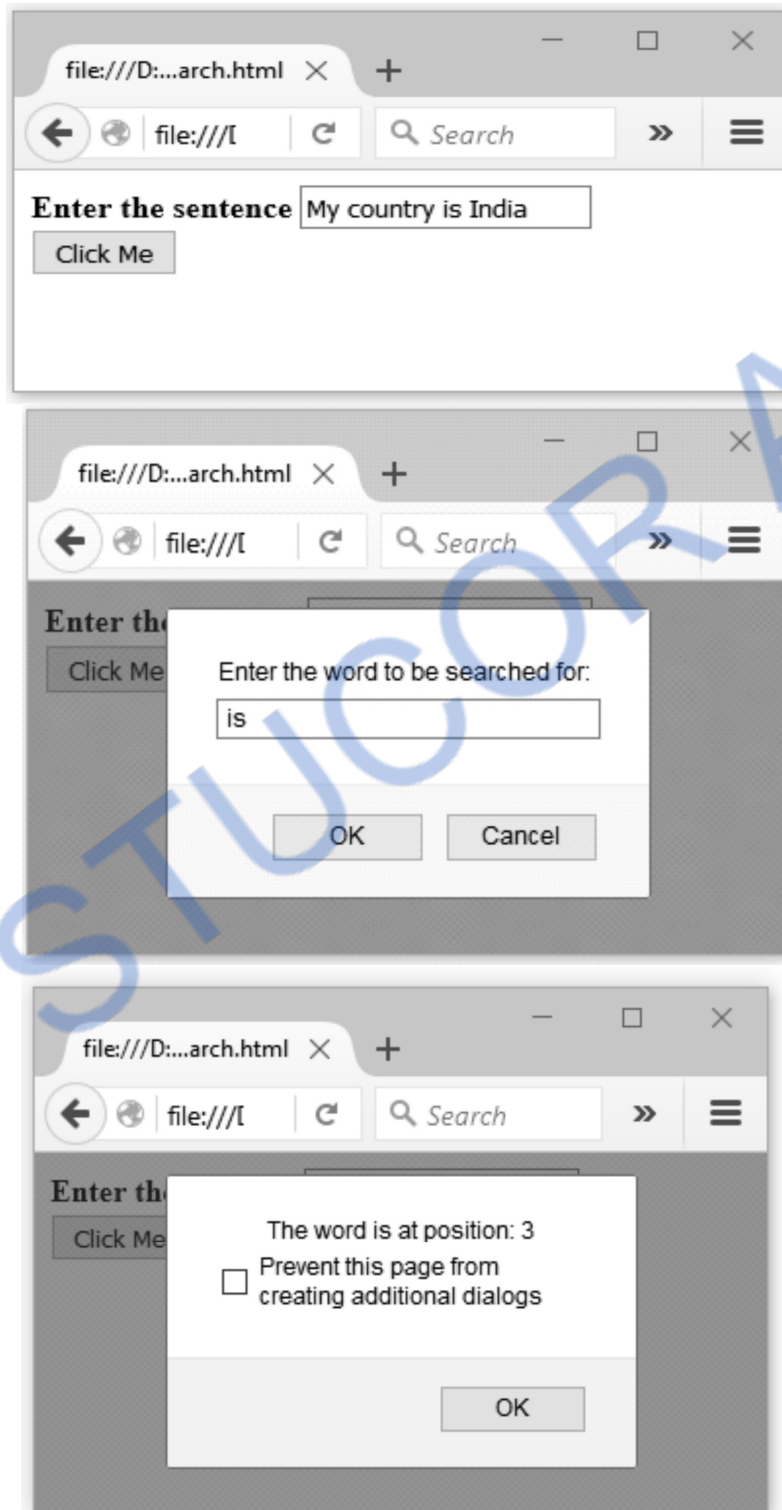 file:///D:...arch.html
file:///[ Search
Enter the sentence My country is India
Click Me
file:///D:...arch.html
file:///[ Search
Enter the
Click Me
Enter the word to be searched for:
is
OK Cancel
file:///D:...arch.html
file:///[ Search
Enter th
Click Me
The word is at position: 3
Prevent this page from
creating additional dialogs
OK
STUCOR A